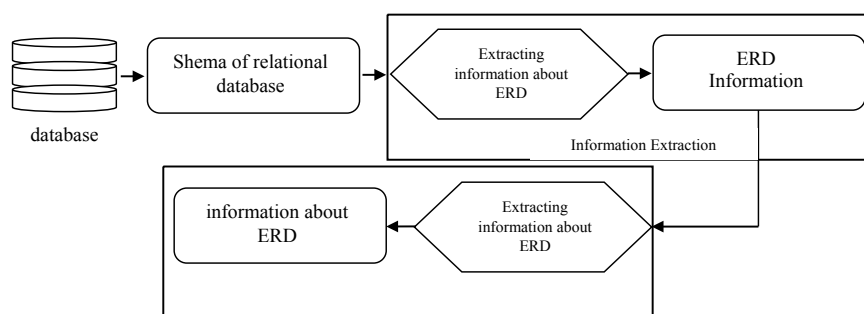 database
Shema of relational
database
Extracting
information about
ERD
ERD
Information
Information Extraction
information about
ERD
Extracting
information about
ERD